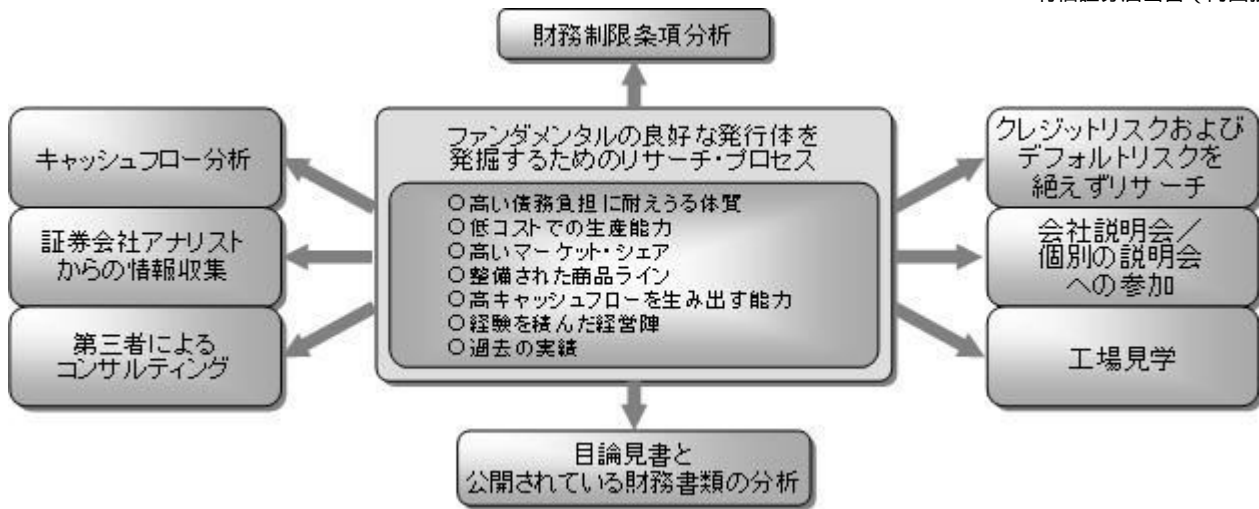 財務制限条項分析
ファンダメンタルの良好な発行体を
発掘するためのリサーチ・プロセス
○高い債務負担に耐えうる体質
○低コストでの生産能力
○高いマーケット・シェア
○整備された商品ライン
○高キャッシュフローを生み出す能力
○経験を積んだ経営陣
○過去の実績
キャッシュフロー分析
証券会社アナリスト
からの情報収集
第三者による
コンサルティング
クレジットリスクおよび
デフォルトリスクを
絶えずリサーチ
会社説明会／
個別の説明会
への参加
工場見学
目論見書と
公開されている財務書類の分析